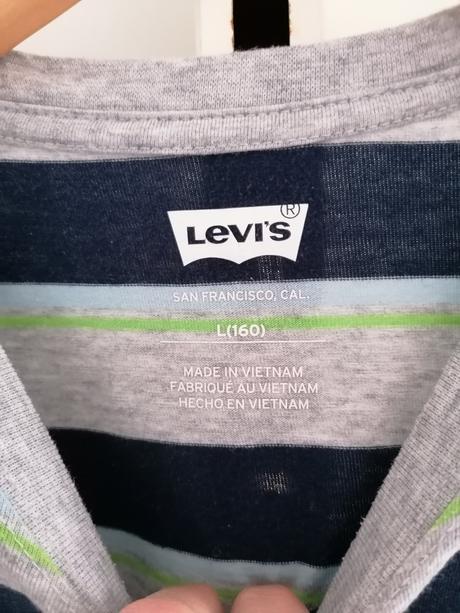 Levi's ®
SAN FRANCISCO, CAL.
L(160)
MADE IN VIETNAM
FABRIQUÉ AU VIETNAM
HECHO EN VIETNAM